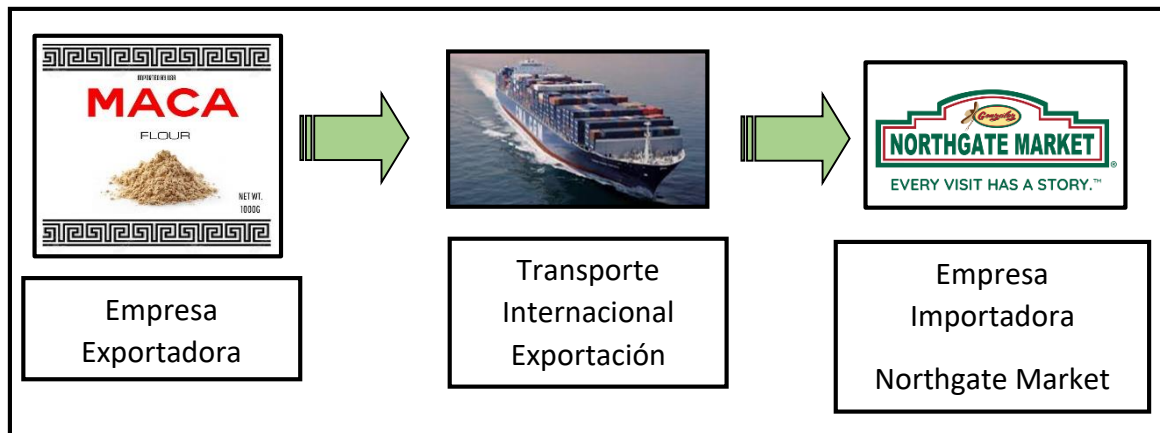 MACA
FLOUR
NET WT.
1000G
Empresa
Exportadora
Transporte
Internacional
Exportación
Gonzalez
NORTHGATE MARKET
®
EVERY VISIT HAS A STORY.™
Empresa
Importadora
Northgate Market